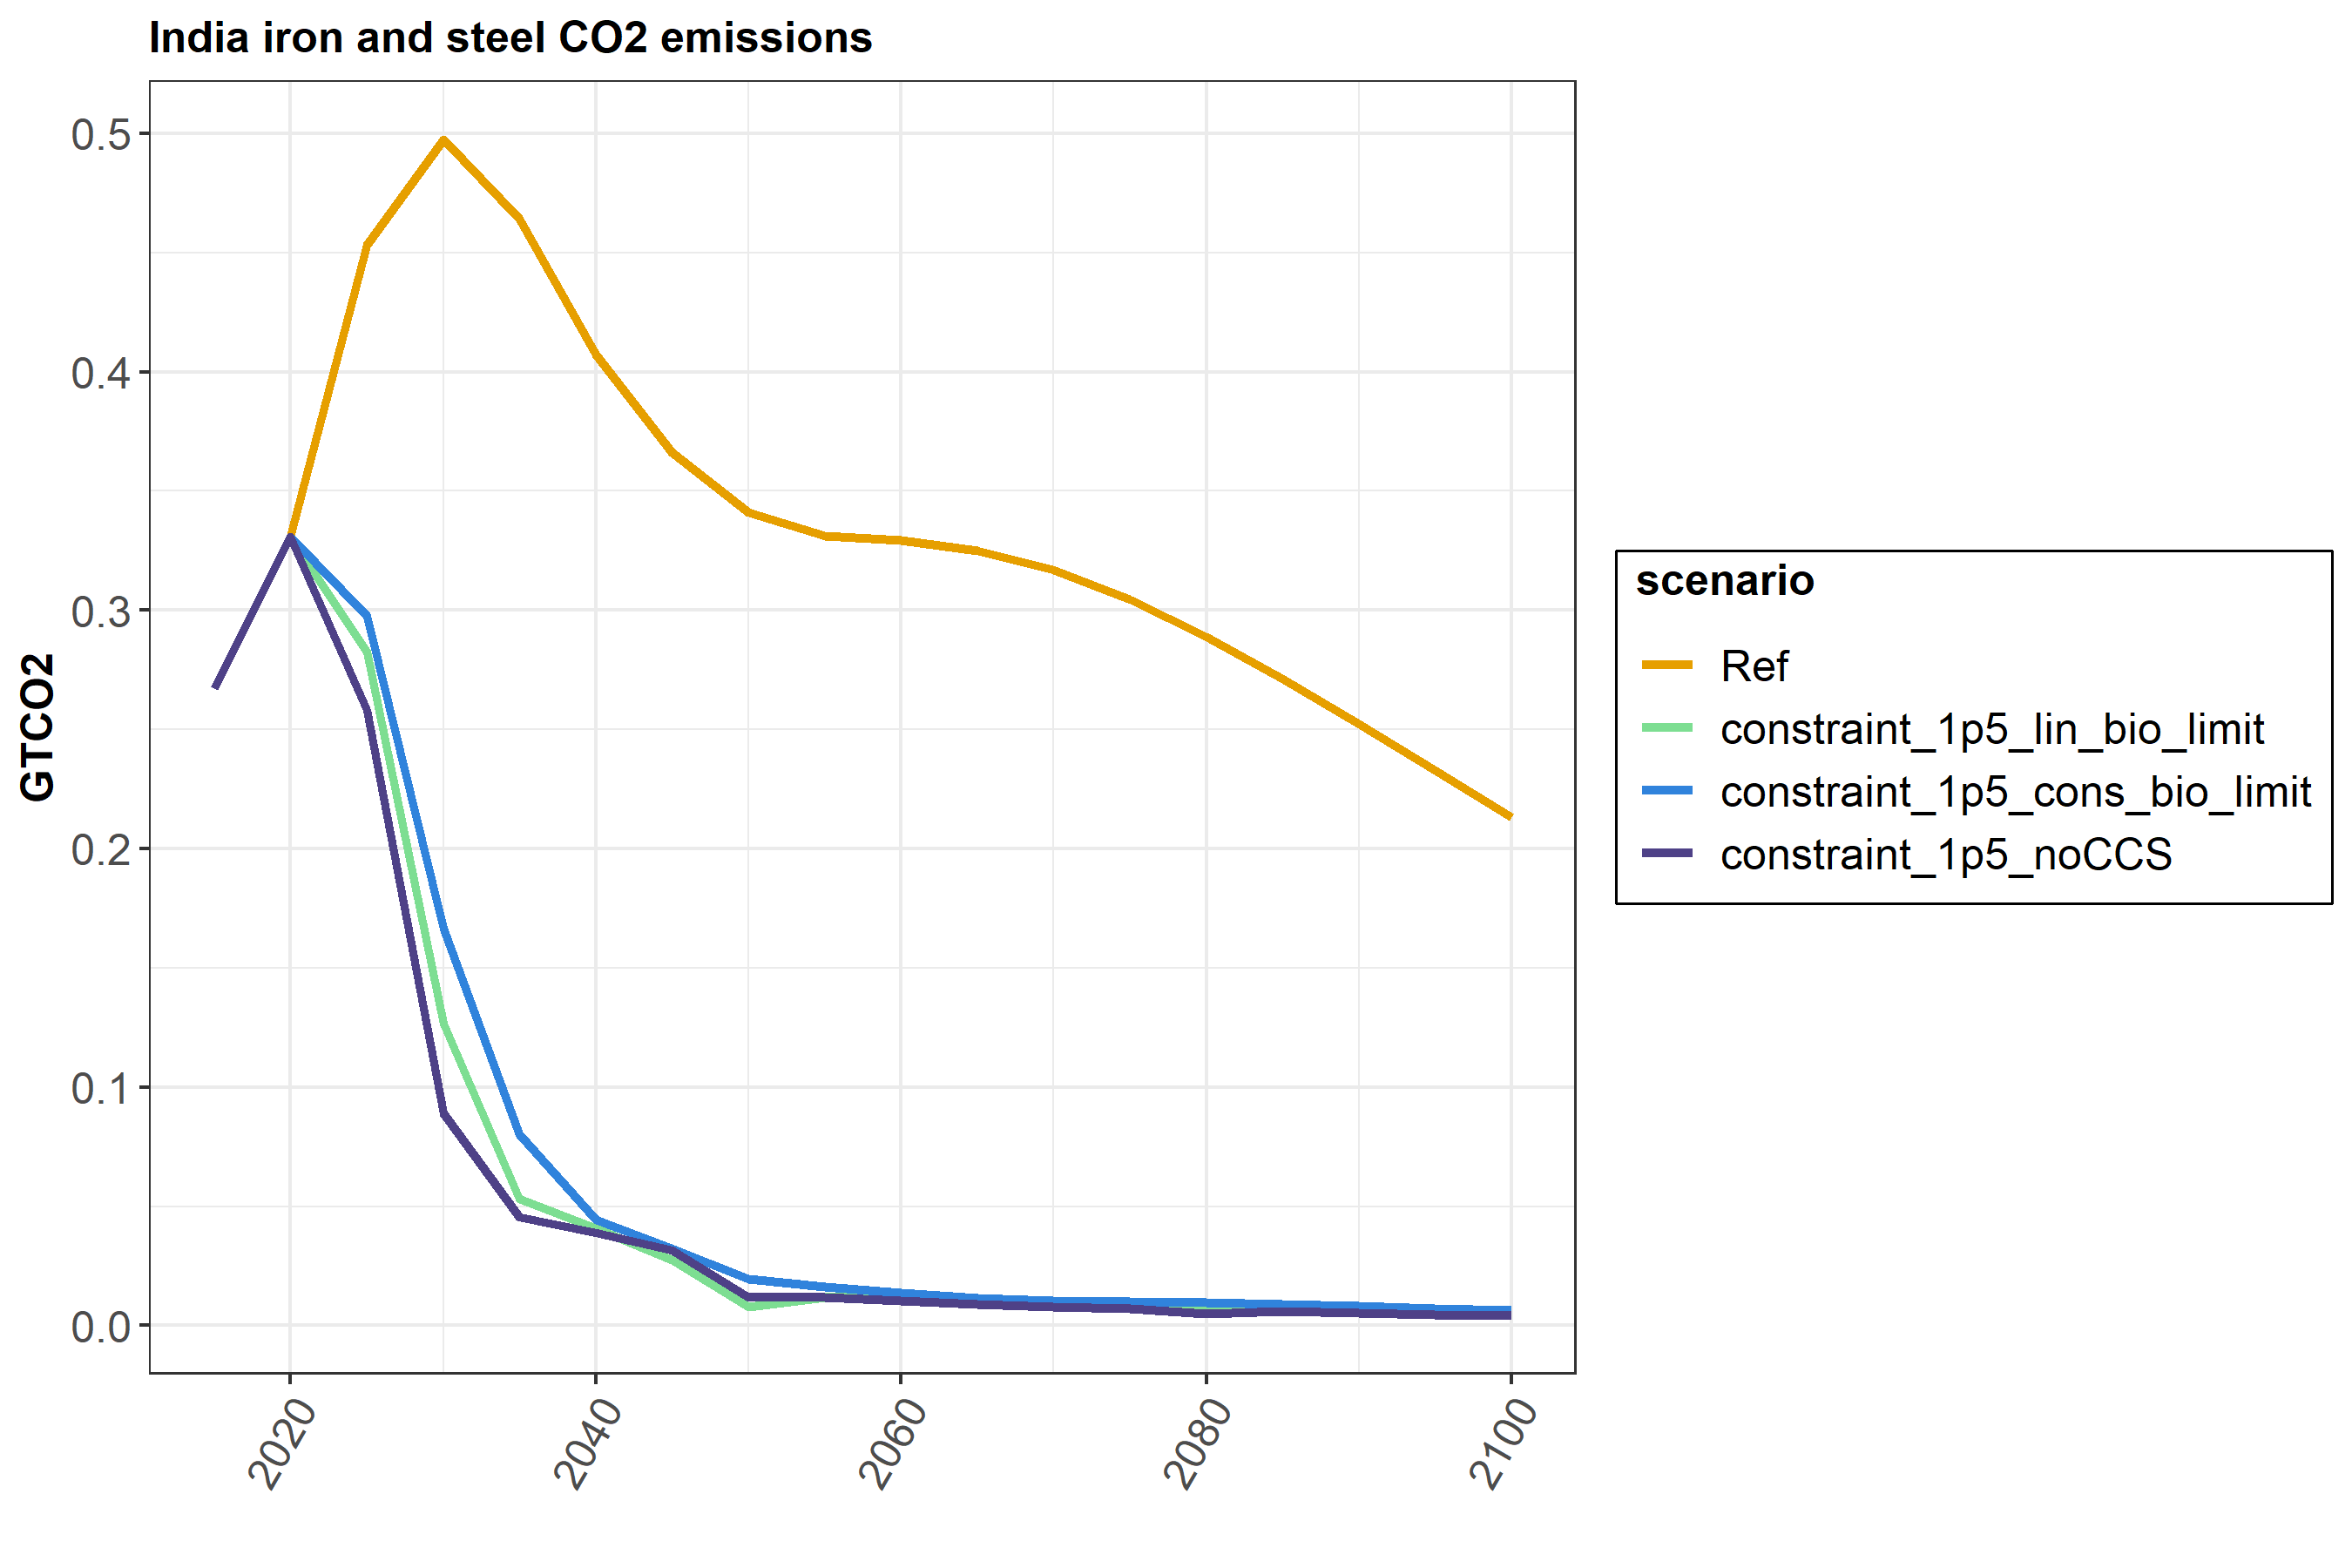 India iron and steel CO2 emissions
GTCO2
0.5
0.4
0.3
0.2
0.1
0.0
2020
2040
2060
2080
2100
scenario
Ref
constraint_1p5_lin_bio_limit
constraint_1p5_cons_bio_limit
constraint_1p5_noCCS